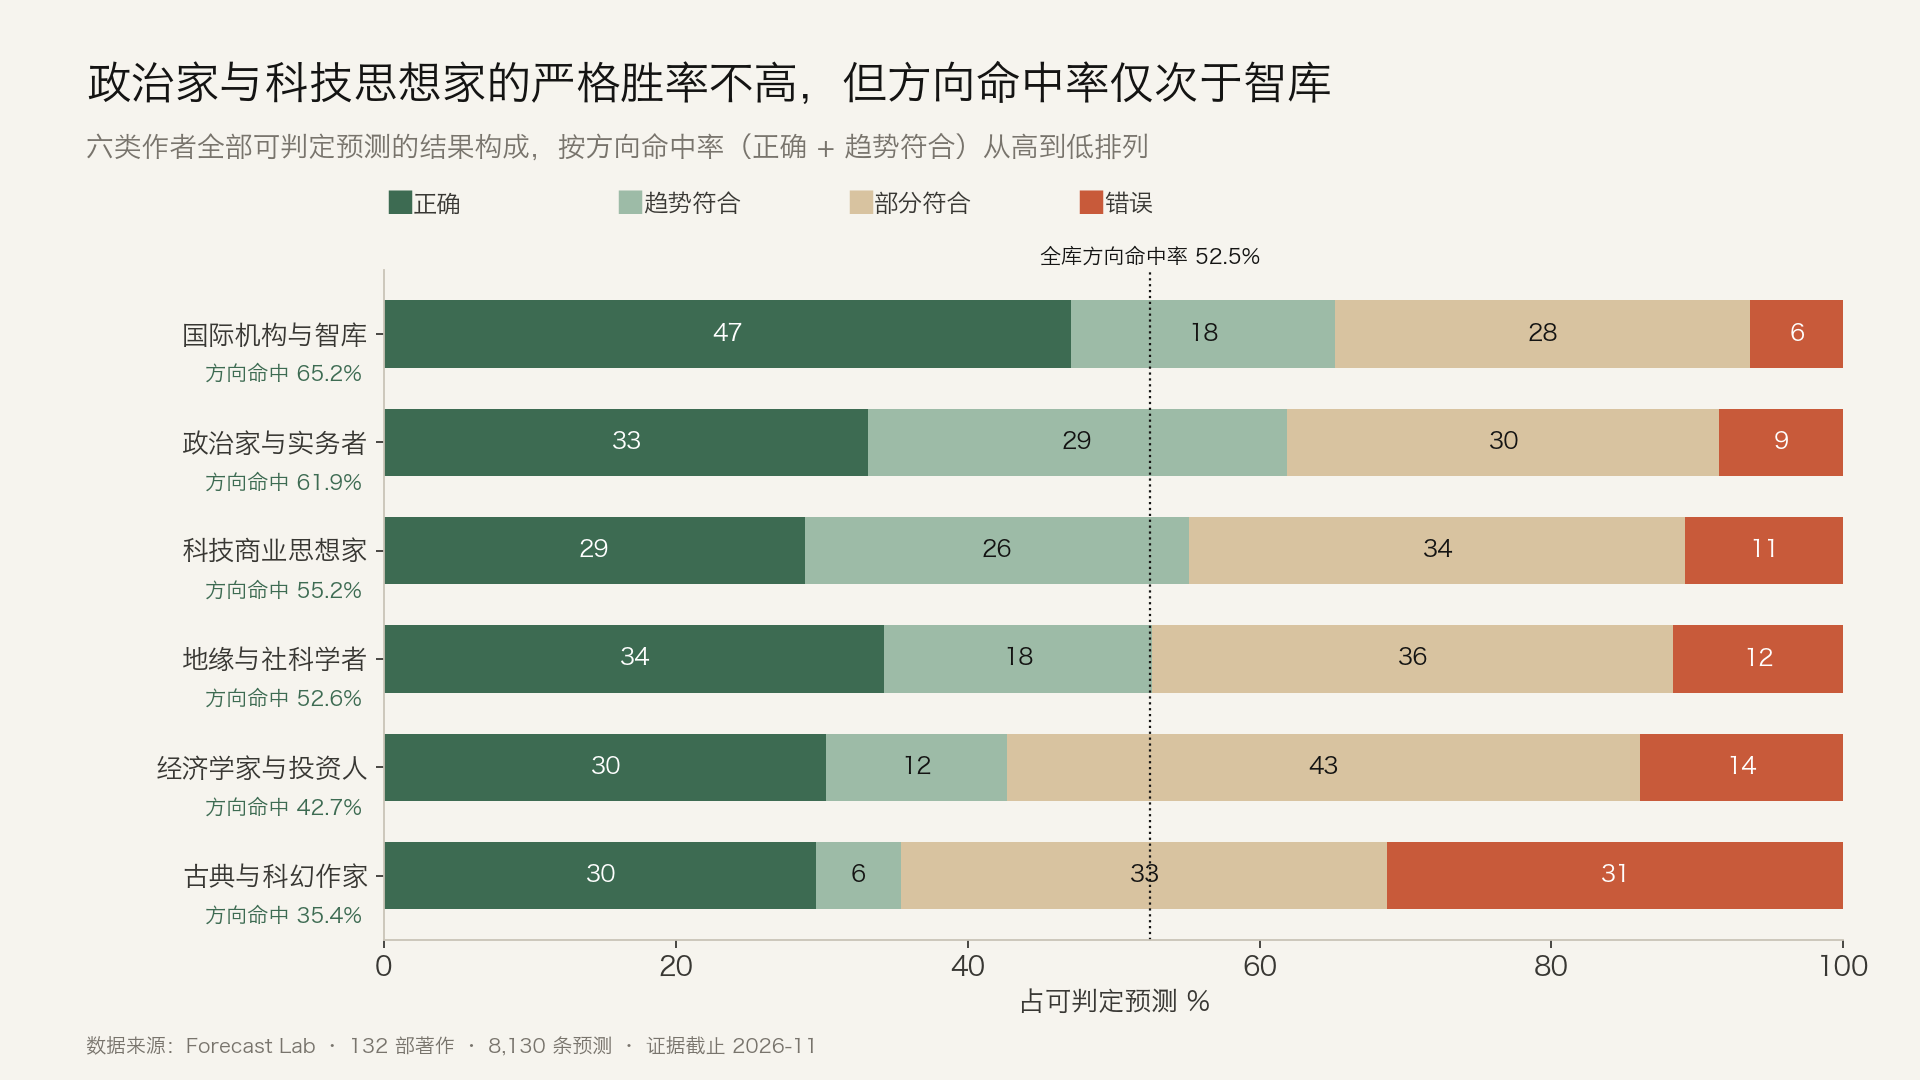 政治家与科技思想家的严格胜率不高，但方向命中率仅次于智库
六类作者全部可判定预测的结果构成，按方向命中率（正确 + 趋势符合）从高到低排列
正确 趋势符合 部分符合 错误
全库方向命中率 52.5%
国际机构与智库 47 18 28 6
方向命中 65.2%
政治家与实务者 33 29 30 9
方向命中 61.9%
科技商业思想家 29 26 34 11
方向命中 55.2%
地缘与社科学者 34 18 36 12
方向命中 52.6%
经济学家与投资人 30 12 43 14
方向命中 42.7%
古典与科幻作家 30 6 33 31
方向命中 35.4%
0 20 40 60 80 100
占可判定预测 %
数据来源：Forecast Lab · 132 部著作 · 8,130 条预测 · 证据截止 2026-11